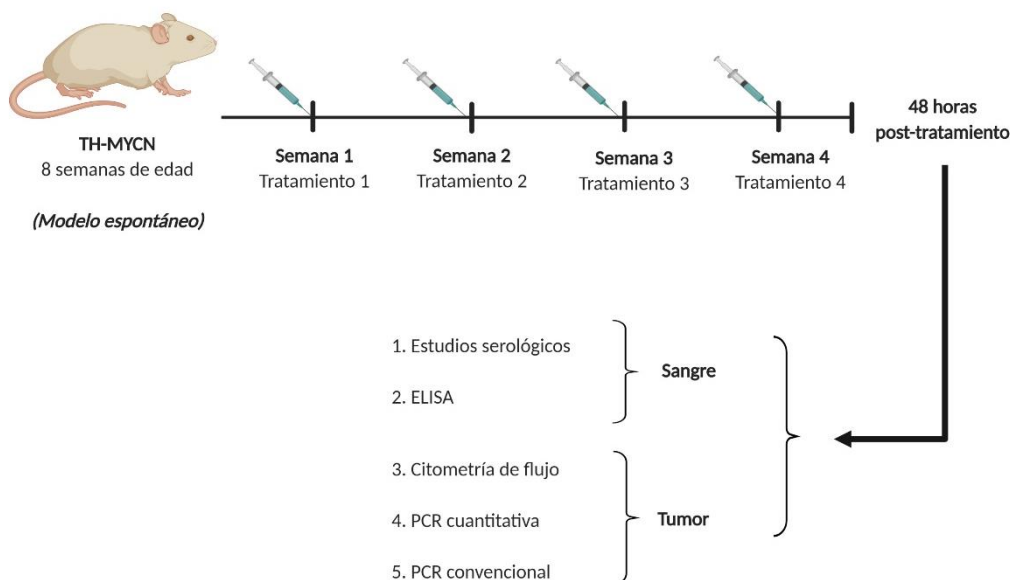 TH-MYCN
8 semanas de edad
(Modelo espontáneo)
Semana 1
Tratamiento 1
Semana 2
Tratamiento 2
Semana 3
Tratamiento 3
Semana 4
Tratamiento 4
48 horas
post-tratamiento
1. Estudios serológicos
2. ELISA
Sangre
3. Citometría de flujo
4. PCR cuantitativa
5. PCR convencional
Tumor